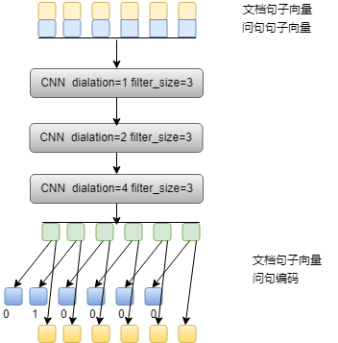 文档句子向量
问句句子向量
CNN dialation=1 filter_size=3
CNN dialation=2 filter_size=3
CNN dialation=4 filter_size=3
文档句子向量
问句编码
0 1 0 0 0 0